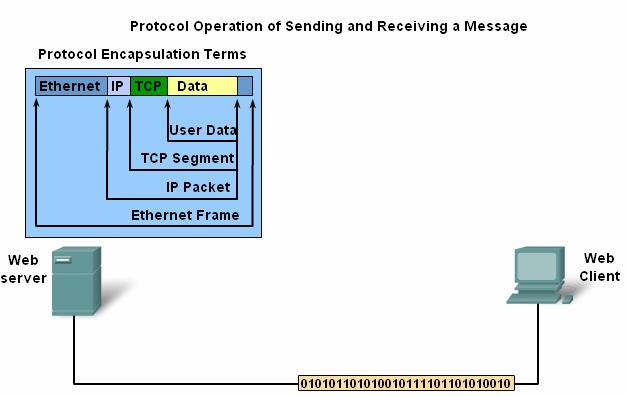 Protocol Operation of Sending and Receiving a Message
Protocol Encapsulation Terms
Ethernet IP TCP Data
User Data
TCP Segment
IP Packet
Ethernet Frame
Web
server
Web
Client
010101101010010111101101010010